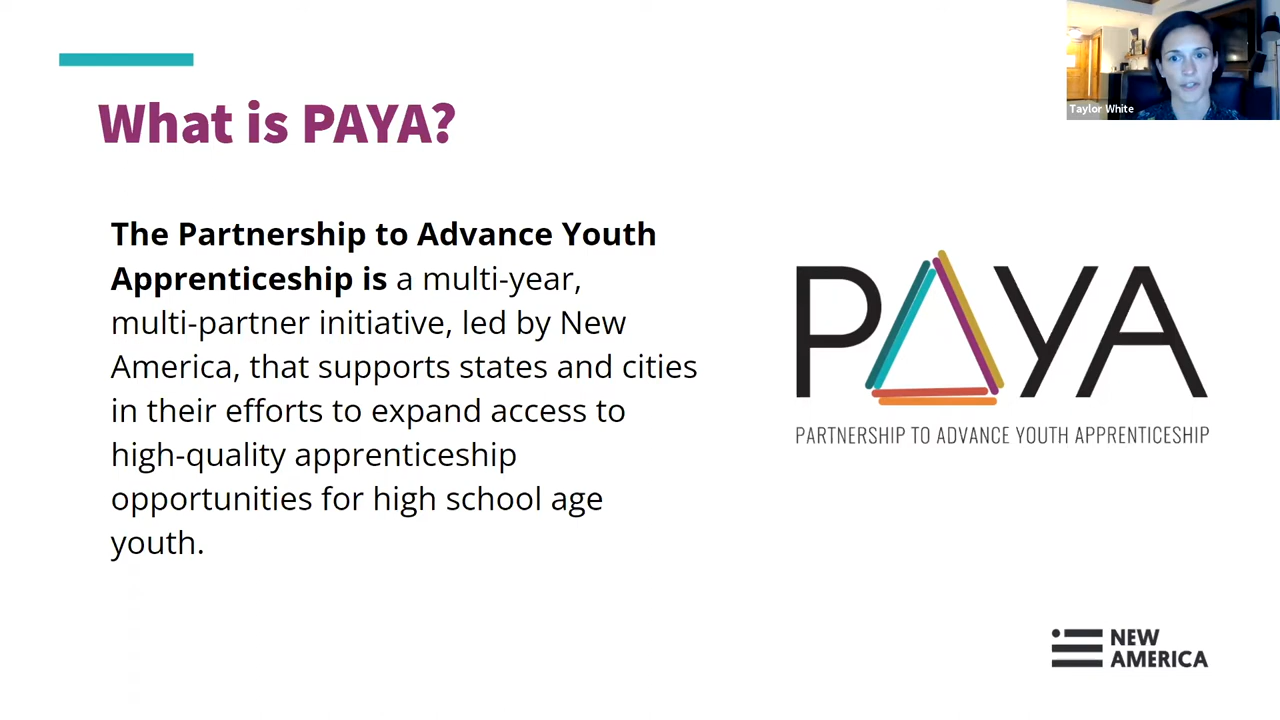 What is PAYA?
The Partnership to Advance Youth
Apprenticeship is a multi-year,
multi-partner initiative, led by New
America, that supports states and cities
in their efforts to expand access to
high-quality apprenticeship
opportunities for high school age
youth.
PAYA
PARTNERSHIP TO ADVANCE YOUTH APPRENTICESHIP
NEW
AMERICA
Taylor White